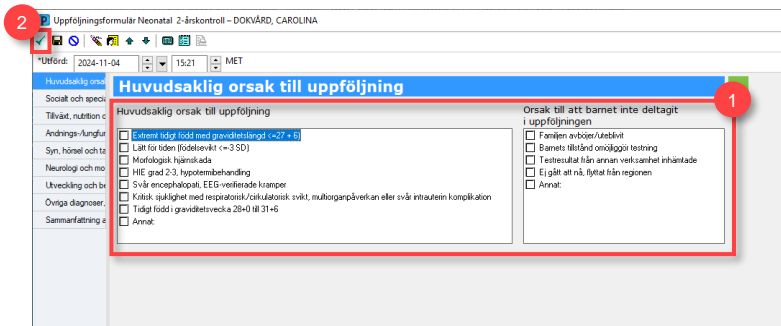 2
Uppföljningsformulär Neonatal 2-årskontroll – DOKVÅRD, CAROLINA
*Utförd: 2024-11-04 15:21 MET
Huvudsaklig orsa
Huvudsaklig orsak till uppföljning
1
Socialt och specia
Tillväxt, nutrition o
Andnings-/lungfur
Syn, hörsel och ta
Neurologi och mo
Utveckling och be
Övriga diagnoser,
Sammanfattning a
Huvudsaklig orsak till uppföljning
Extremt tidigt född med graviditetslängd <=27 + 6)
Lätt för tiden (födelsevikt <=-3 SD)
Morfologisk hjärnskada
HIE grad 2-3, hypotermibehandling
Svår encephalopati, EEG-verifierade kramper
Kritisk sjuklighet med respiratorisk/cirkulatorisk svikt, multiorganpåverkan eller svår intrauterin komplikation
Tidigt född i graviditetsvecka 28+0 till 31+6
Annat:
Orsak till att barnet inte deltagit
i uppföljningen
Familjen avböjer/uteblivit
Barnets tillstånd omöjliggör testning
Testresultat från annan verksamhet inhämtade
Ej gått att nå, flyttat från regionen
Annat: